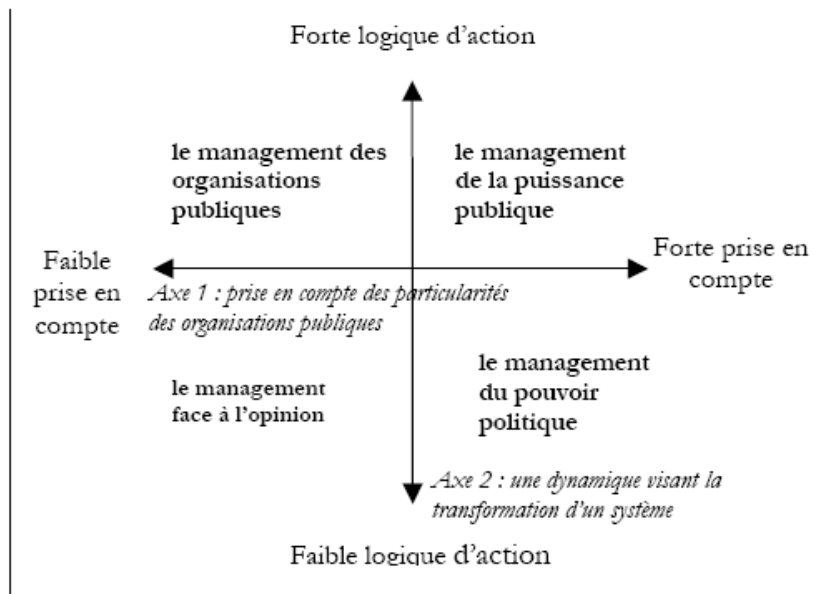 Forte logique d'action
le management des
organisations
publiques
le management
de la puissance
publique
Faible
prise en
compte
Forte prise en
compte
Axe 1 : prise en compte des particularités
des organisations publiques
le management
face à l'opinion
le management
du pouvoir
politique
Axe 2 : une dynamique visant la
transformation d'un système
Faible logique d'action